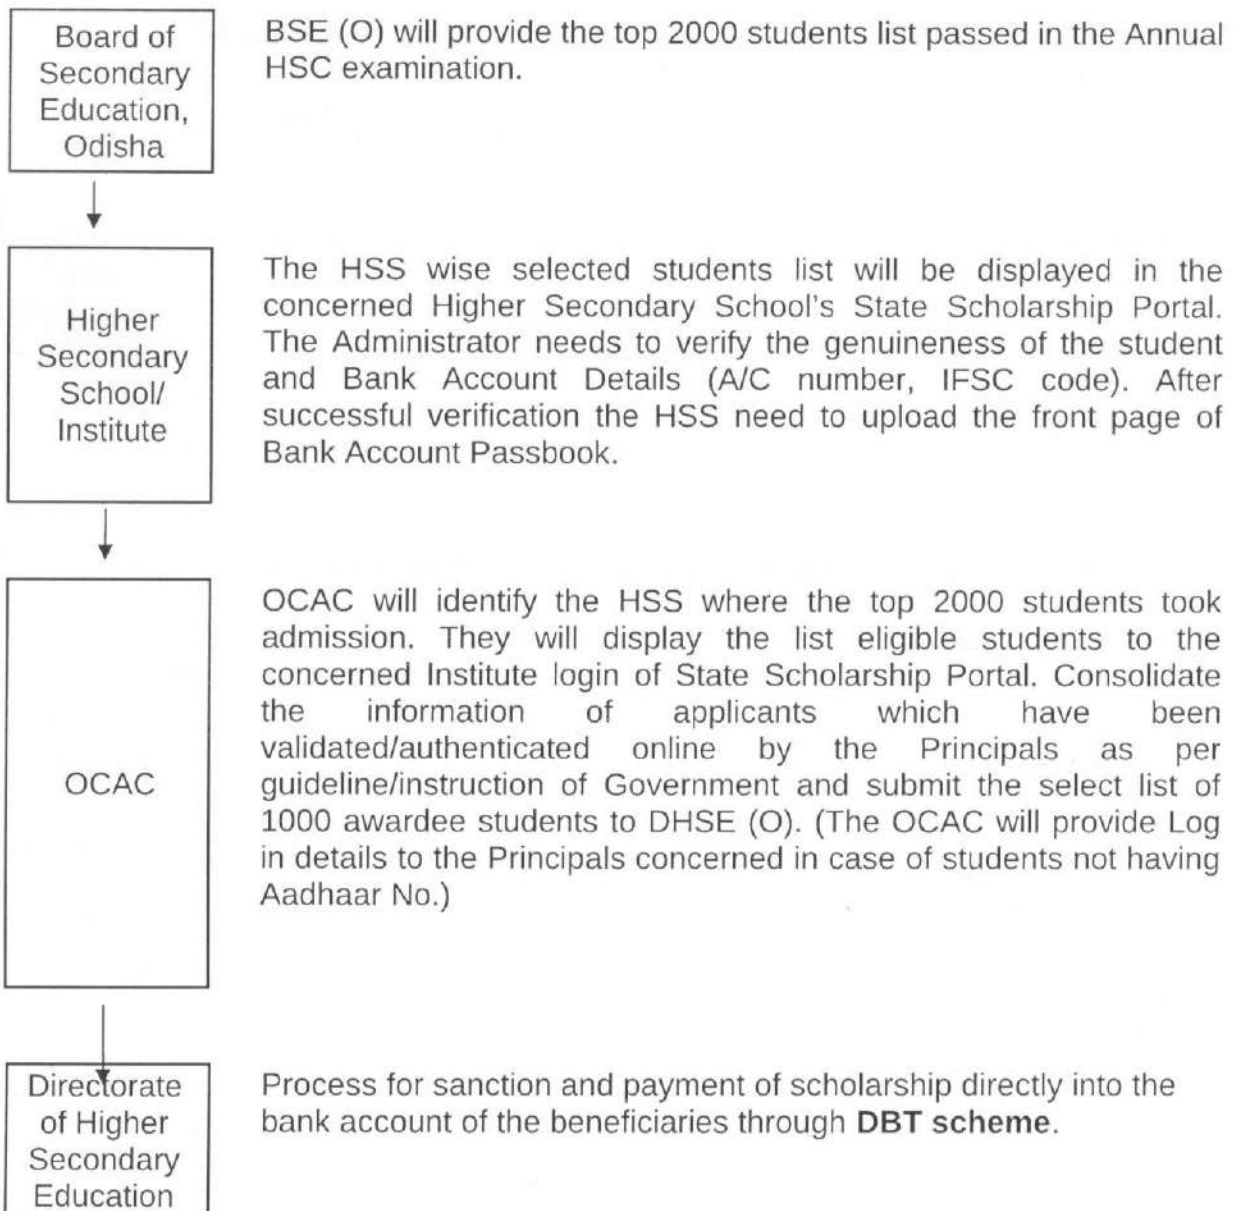 Board of
Secondary
Education,
Odisha
BSE (O) will provide the top 2000 students list passed in the Annual
HSC examination.
Higher
Secondary
School/
Institute
The HSS wise selected students list will be displayed in the
concerned Higher Secondary School's State Scholarship Portal.
The Administrator needs to verify the genuineness of the student
and Bank Account Details (A/C number, IFSC code). After
successful verification the HSS need to upload the front page of
Bank Account Passbook.
OCAC
OCAC will identify the HSS where the top 2000 students took
admission. They will display the list eligible students to the
concerned Institute login of State Scholarship Portal. Consolidate
the information of applicants which have been
validated/authenticated online by the Principals as per
guideline/instruction of Government and submit the select list of
1000 awardee students to DHSE (O). (The OCAC will provide Log
in details to the Principals concerned in case of students not having
Aadhaar No.)
Directorate
of Higher
Secondary
Education
Process for sanction and payment of scholarship directly into the
bank account of the beneficiaries through DBT scheme.